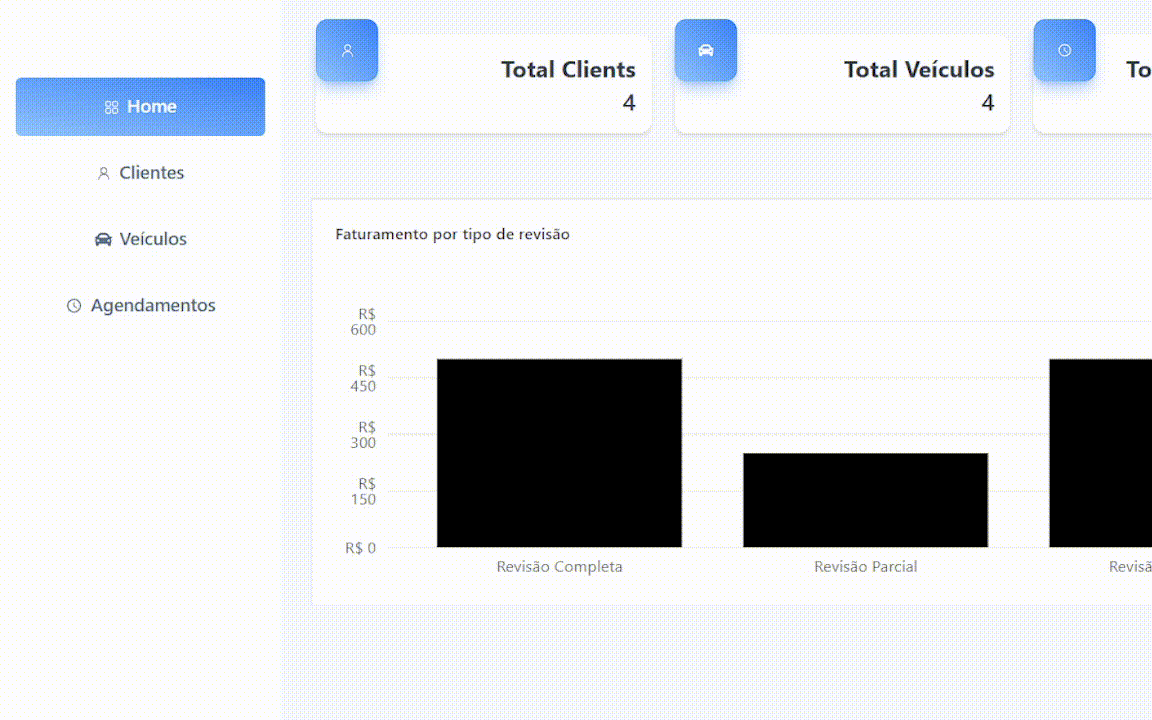 Home
Clientes
Veículos
Agendamentos
Total Clients
4
Total Veículos
4
To
Faturamento por tipo de revisão
R$
600
R$
450
R$
300
R$
150
R$ 0
Revisão Completa
Revisão Parcial
Revisã